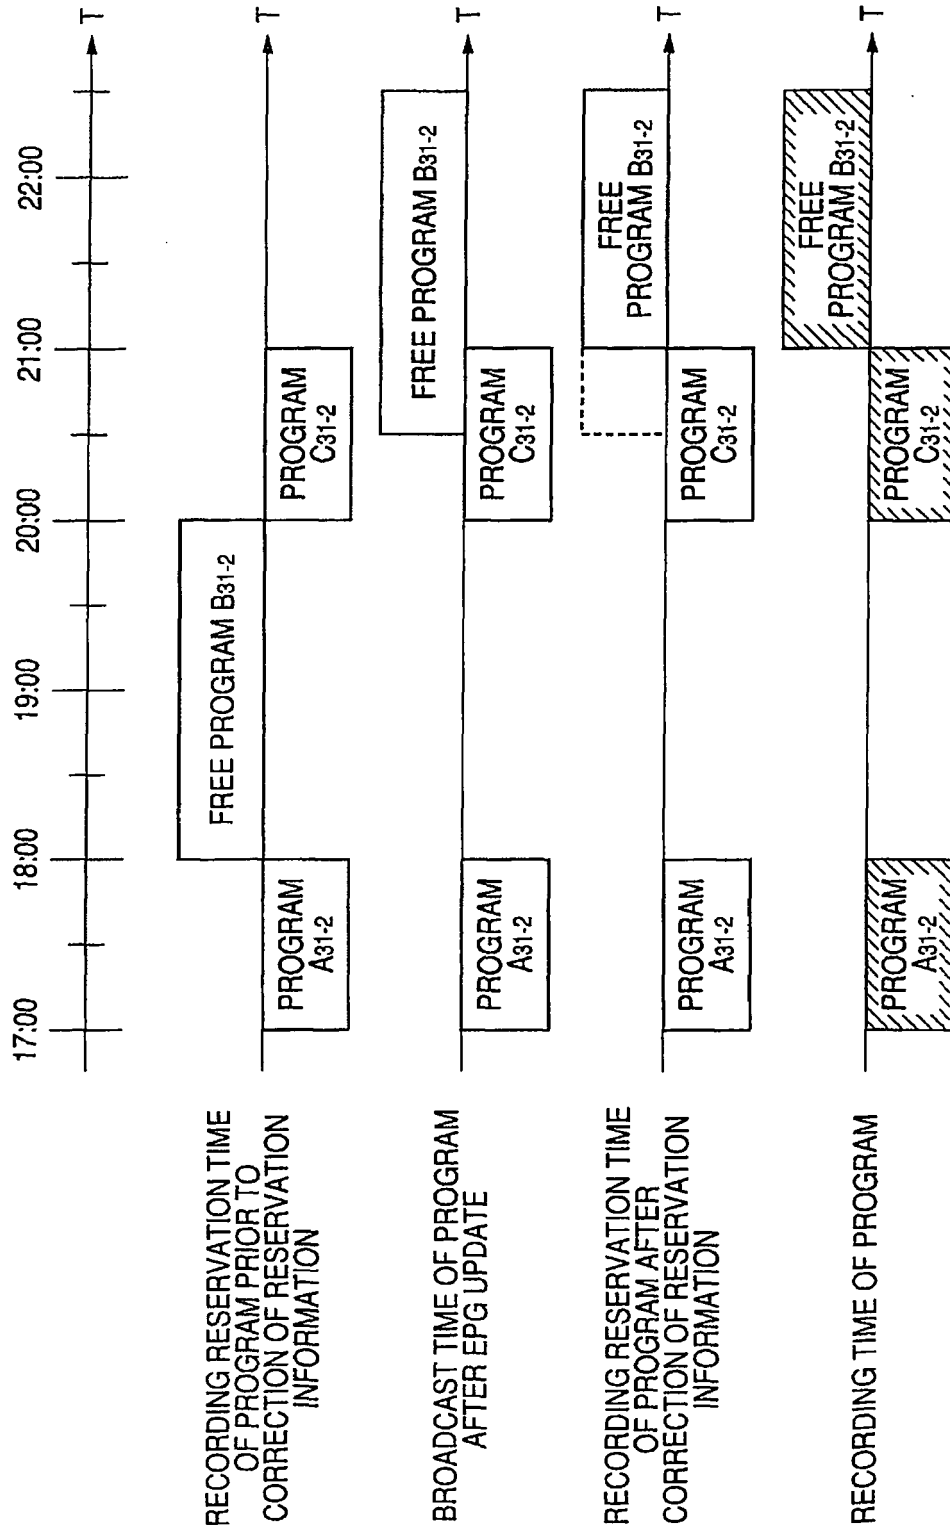 17:00 18:00 19:00 20:00 21:00 22:00 T
RECORDING RESERVATION TIME
OF PROGRAM PRIOR TO
CORRECTION OF RESERVATION
INFORMATION
FREE PROGRAM B31-2
PROGRAM
A31-2
PROGRAM
C31-2
T
BROADCAST TIME OF PROGRAM
AFTER EPG UPDATE
FREE PROGRAM B31-2
PROGRAM
A31-2
PROGRAM
C31-2
T
RECORDING RESERVATION TIME
OF PROGRAM AFTER
CORRECTION OF RESERVATION
INFORMATION
FREE
PROGRAM B31-2
PROGRAM
A31-2
PROGRAM
C31-2
T
RECORDING TIME OF PROGRAM
FREE
PROGRAM B31-2
PROGRAM
A31-2
PROGRAM
C31-2
T